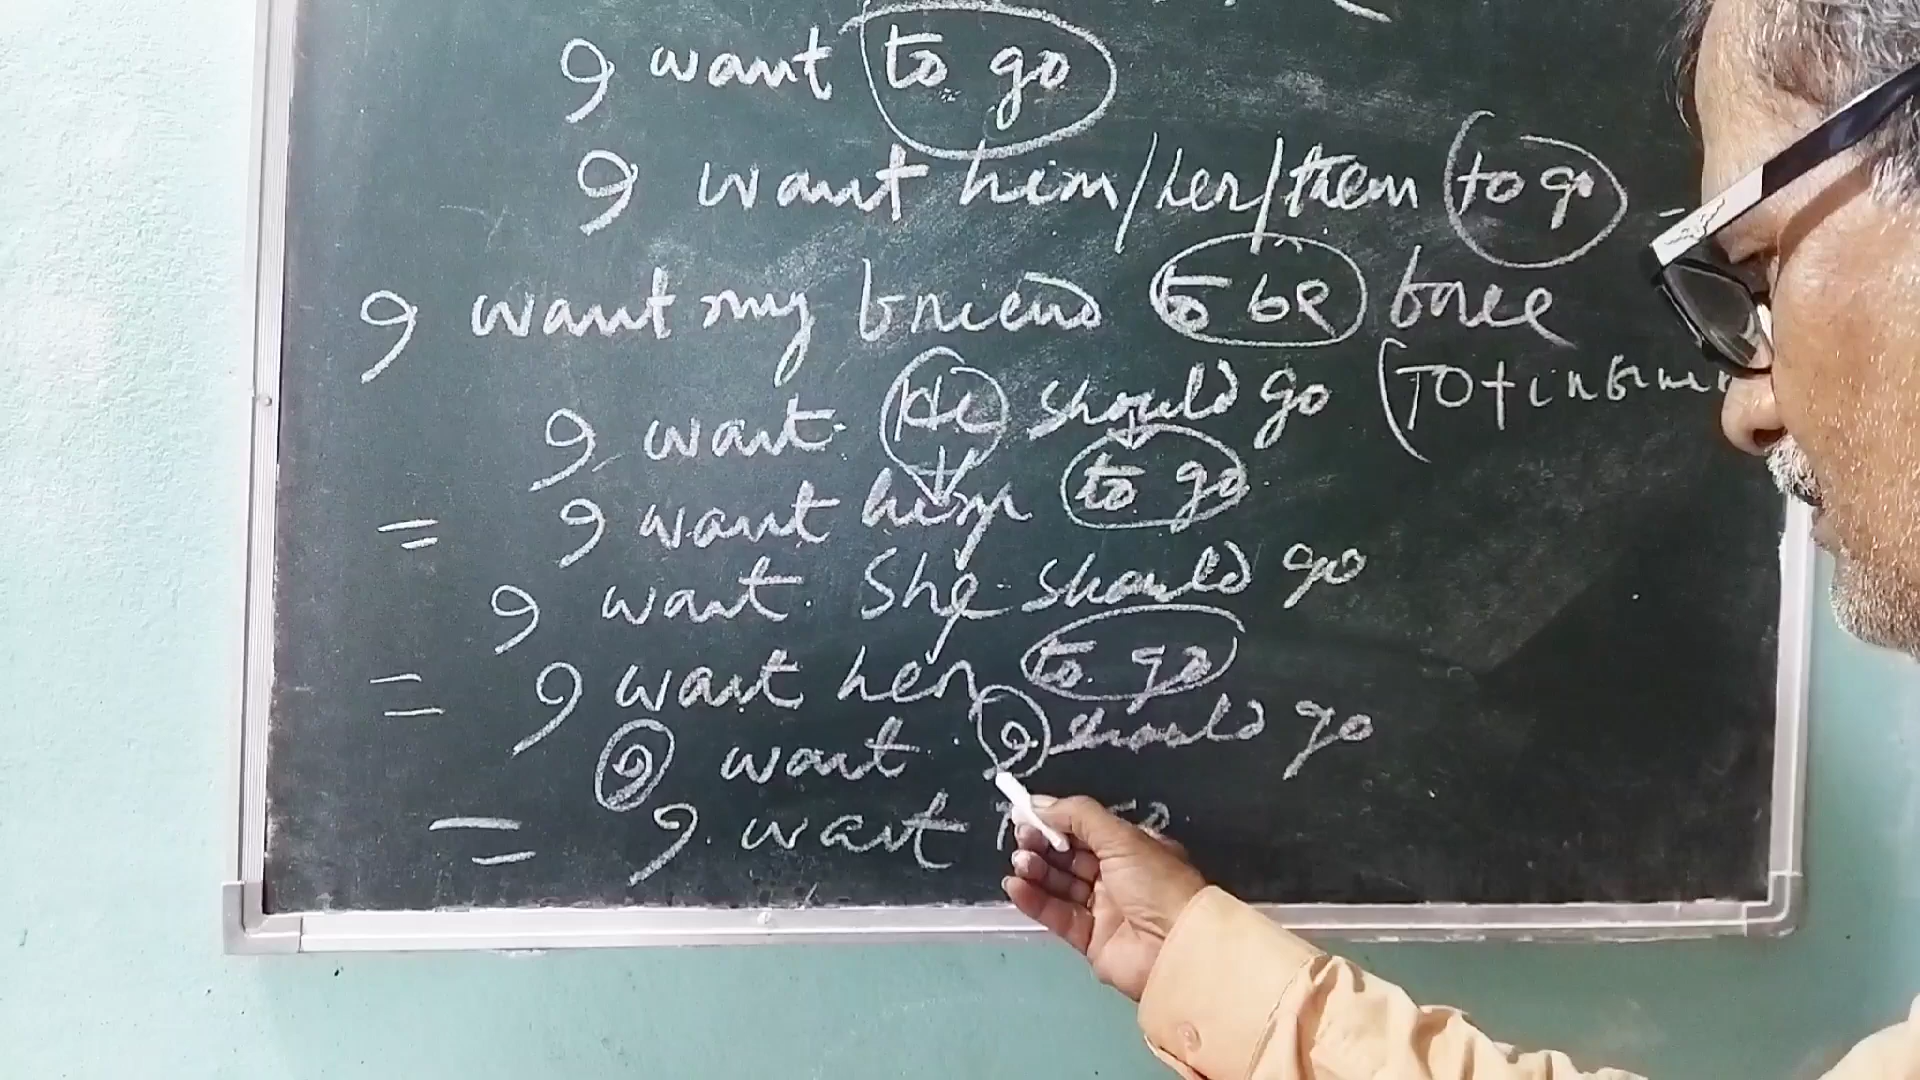 I want to go
I want him/her/them to go
I want my friend to be free
I want He should go (TO + infin
= I want him to go
I want She should go
= I want her to go
I want I should go
= I want